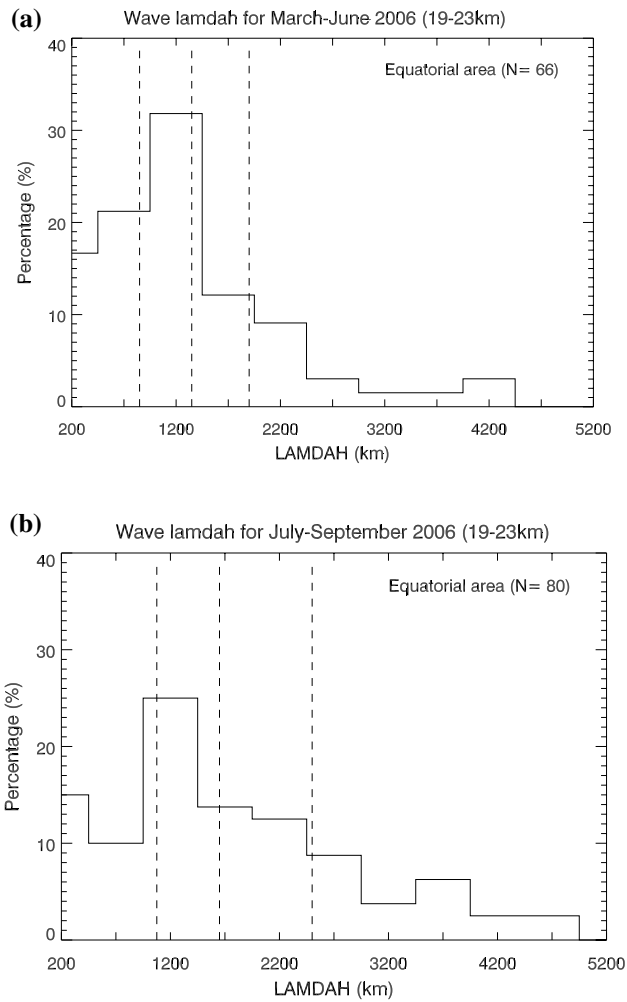 (a)
Wave lamdah for March-June 2006 (19-23km)
40
30
20
10
0
Percentage (%)
Equatorial area (N= 66)
200 1200 2200 3200 4200 5200
LAMDAH (km)
(b)
Wave lamdah for July-September 2006 (19-23km)
40
30
20
10
0
Percentage (%)
Equatorial area (N= 80)
200 1200 2200 3200 4200 5200
LAMDAH (km)